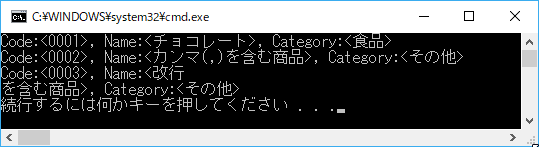 C:¥WINDOWS¥system32¥cmd.exe
Code:<0001>, Name:<チョコレート>, Category:<食品>
Code:<0002>, Name:<カンマ(,)を含む商品>, Category:<その他>
Code:<0003>, Name:<改行
を含む商品>, Category:<その他>
続行するには何かキーを押してください . . .